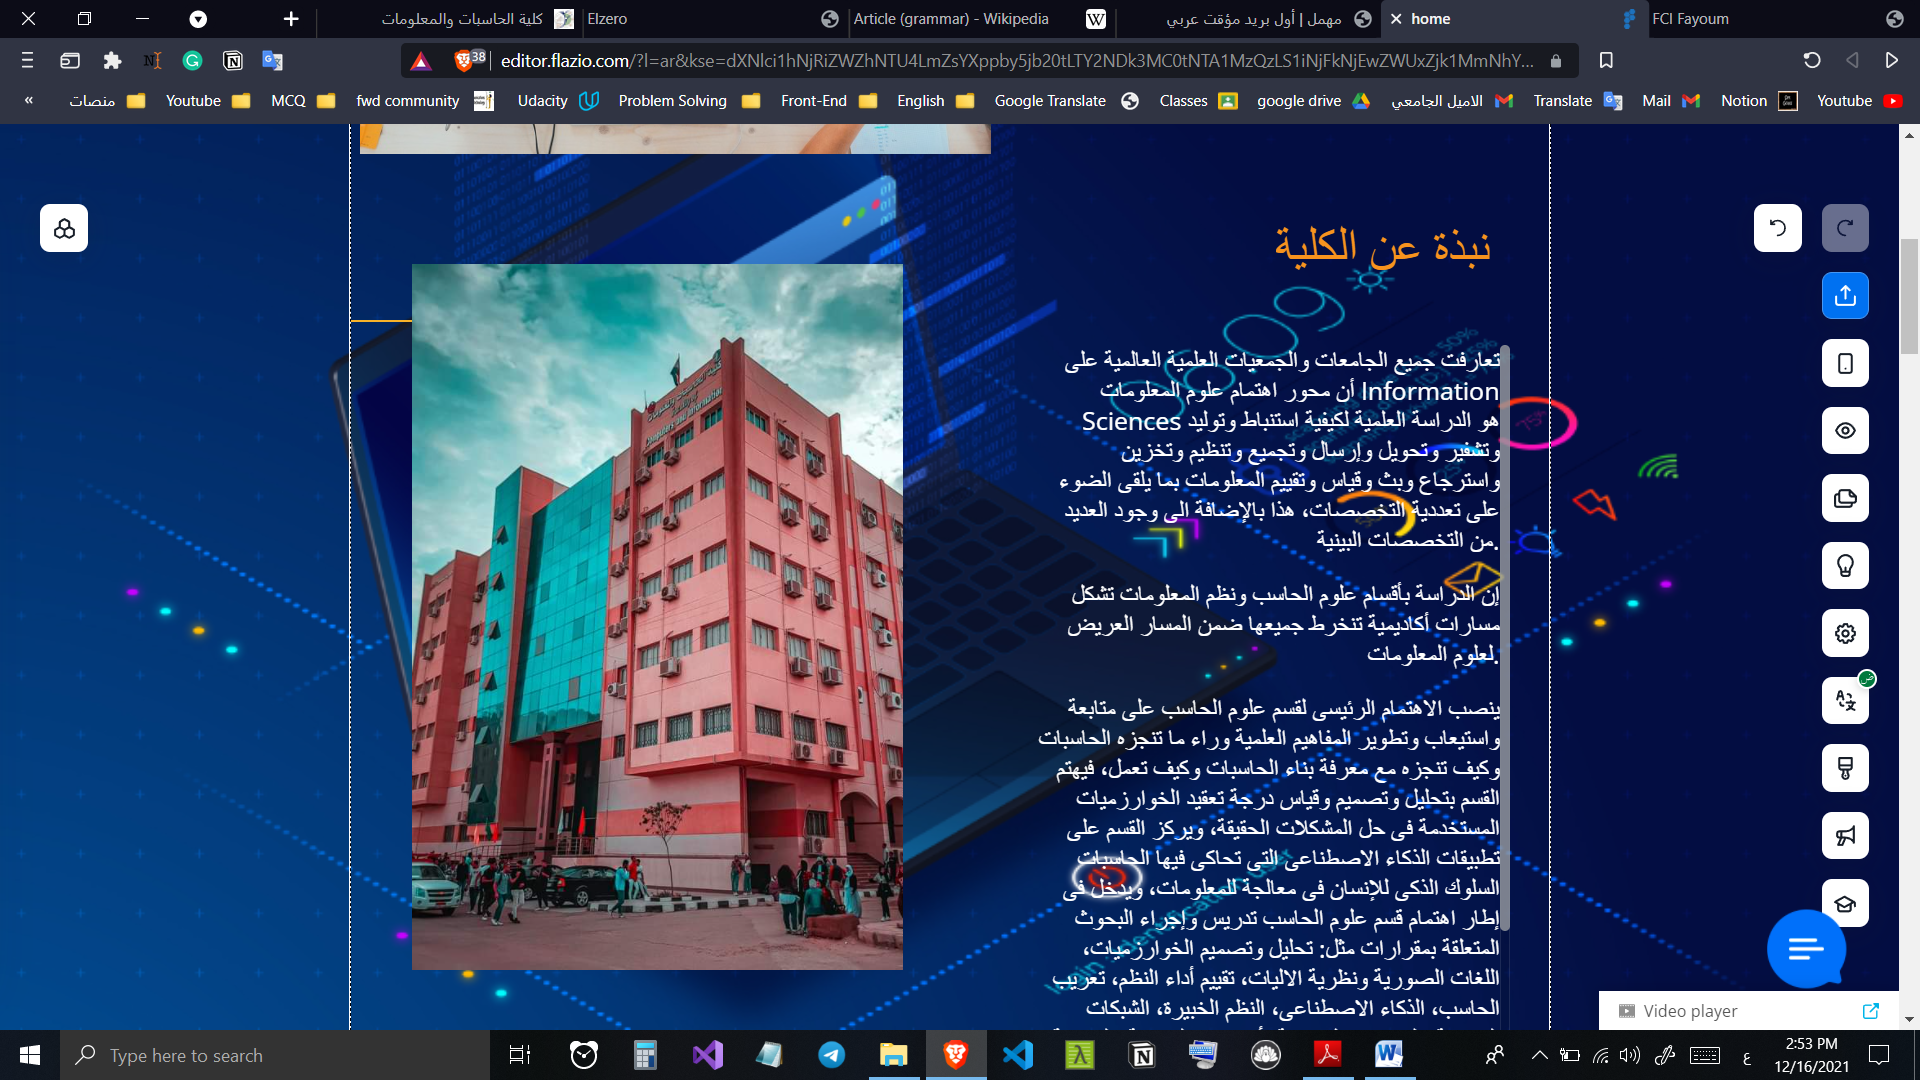 كلية الحاسبات والمعلومات
Elzero
Article (grammar) - Wikipedia
مهمل | أول بريد مؤقت عربي
home
FCI Fayoum
38
editor.flazio.com/?l=ar&kse=dXNlci1hNjRiZWZhNTU4LmZsYXppby5jb20tLTY2NDk3MC0tNTA1MzQzLS1iNjFkNjEwZWUxZjk1MmNhY...
«
منصات
Youtube
MCQ
fwd community
Udacity
Problem Solving
Front-End
English
Google Translate
Classes
google drive
الاميل الجامعي
Translate
Mail
Notion
Youtube
نبذة عن الكلية
تعارفت جميع الجامعات والجمعيات العلمية العالمية على
أن محور اهتمام علوم المعلومات Information
Sciences هو الدراسة العلمية لكيفية استنباط وتوليد
وتشفير وتحويل وإرسال وتجميع وتنظيم وتخزين
واسترجاع وبث وقياس وتقييم المعلومات بما يلقى الضوء
على تعددية التخصصات، هذا بالإضافة الى وجود العديد
.من التخصصات البينية
إن الدراسة بأقسام علوم الحاسب ونظم المعلومات تشكل
مسارات أكاديمية تنخرط جميعها ضمن المسار العريض
.لعلوم المعلومات
ينصب الاهتمام الرئيسى لقسم علوم الحاسب على متابعة
واستيعاب وتطوير المفاهيم العلمية وراء ما تنجزه الحاسبات
وكيف تنجزه مع معرفة بناء الحاسبات وكيف تعمل، فيهتم
القسم بتحليل وتصميم وقياس درجة تعقيد الخوارزميات
المستخدمة فى حل المشكلات الحقيقة، ويركز القسم على
تطبيقات الذكاء الاصطناعى التى تحاكى فيها الحاسبات
السلوك الذكى للإنسان فى معالجة للمعلومات، ويدخل فى
إطار اهتمام قسم علوم الحاسب تدريس وإجراء البحوث
المتعلقة بمقرارات مثل: تحليل وتصميم الخوارزميات،
اللغات الصورية ونظرية الاليات، تقييم أداء النظم، تعريب
الحاسب، الذكاء الاصطناعى، النظم الخبيرة، الشبكات
Video player
Type here to search
ع
2:53 PM
12/16/2021